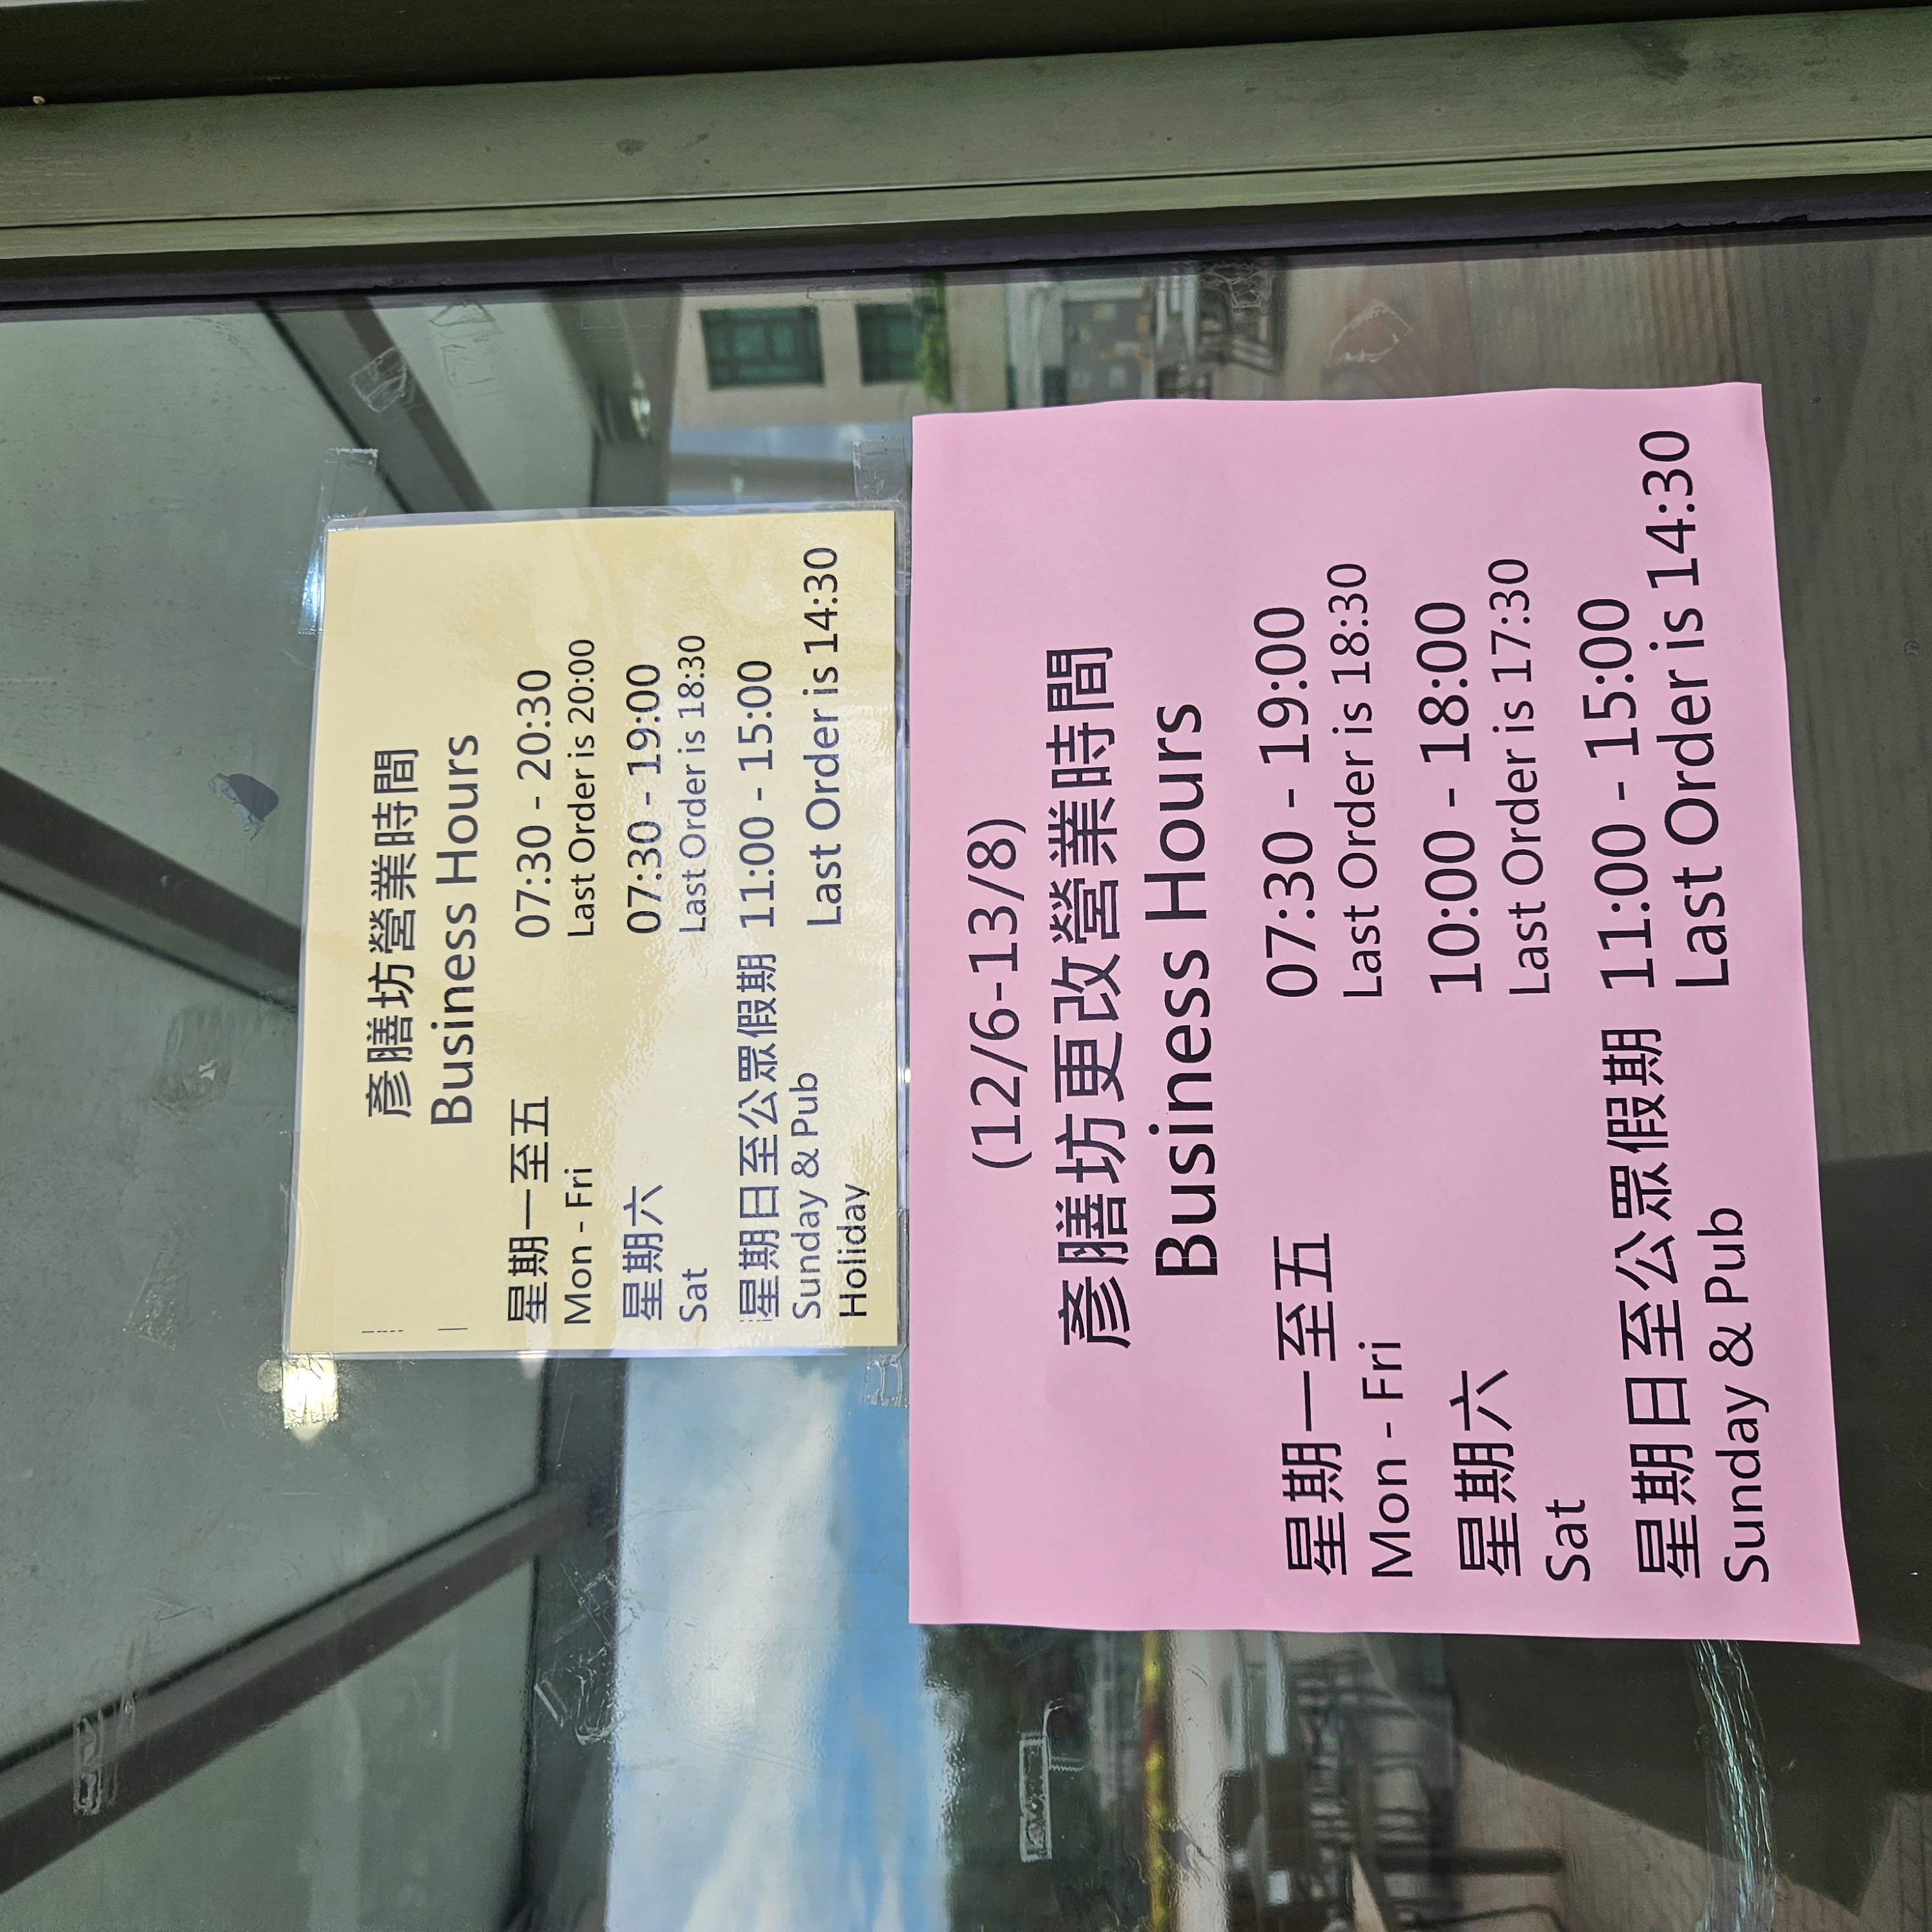 彥膳坊營業時間
Business Hours
星期一至五 07:30 - 20:30
Mon - Fri Last Order is 20:00
星期六 07:30 - 19:00
Sat Last Order is 18:30
星期日至公眾假期 11:00 - 15:00
Sunday & Pub
Holiday
Last Order is 14:30
(12/6-13/8)
彥膳坊更改營業時間
Business Hours
星期一至五 07:30 - 19:00
Mon - Fri Last Order is 18:30
星期六 10:00 - 18:00
Sat Last Order is 17:30
星期日至公眾假期 11:00 - 15:00
Sunday & Pub Last Order is 14:30